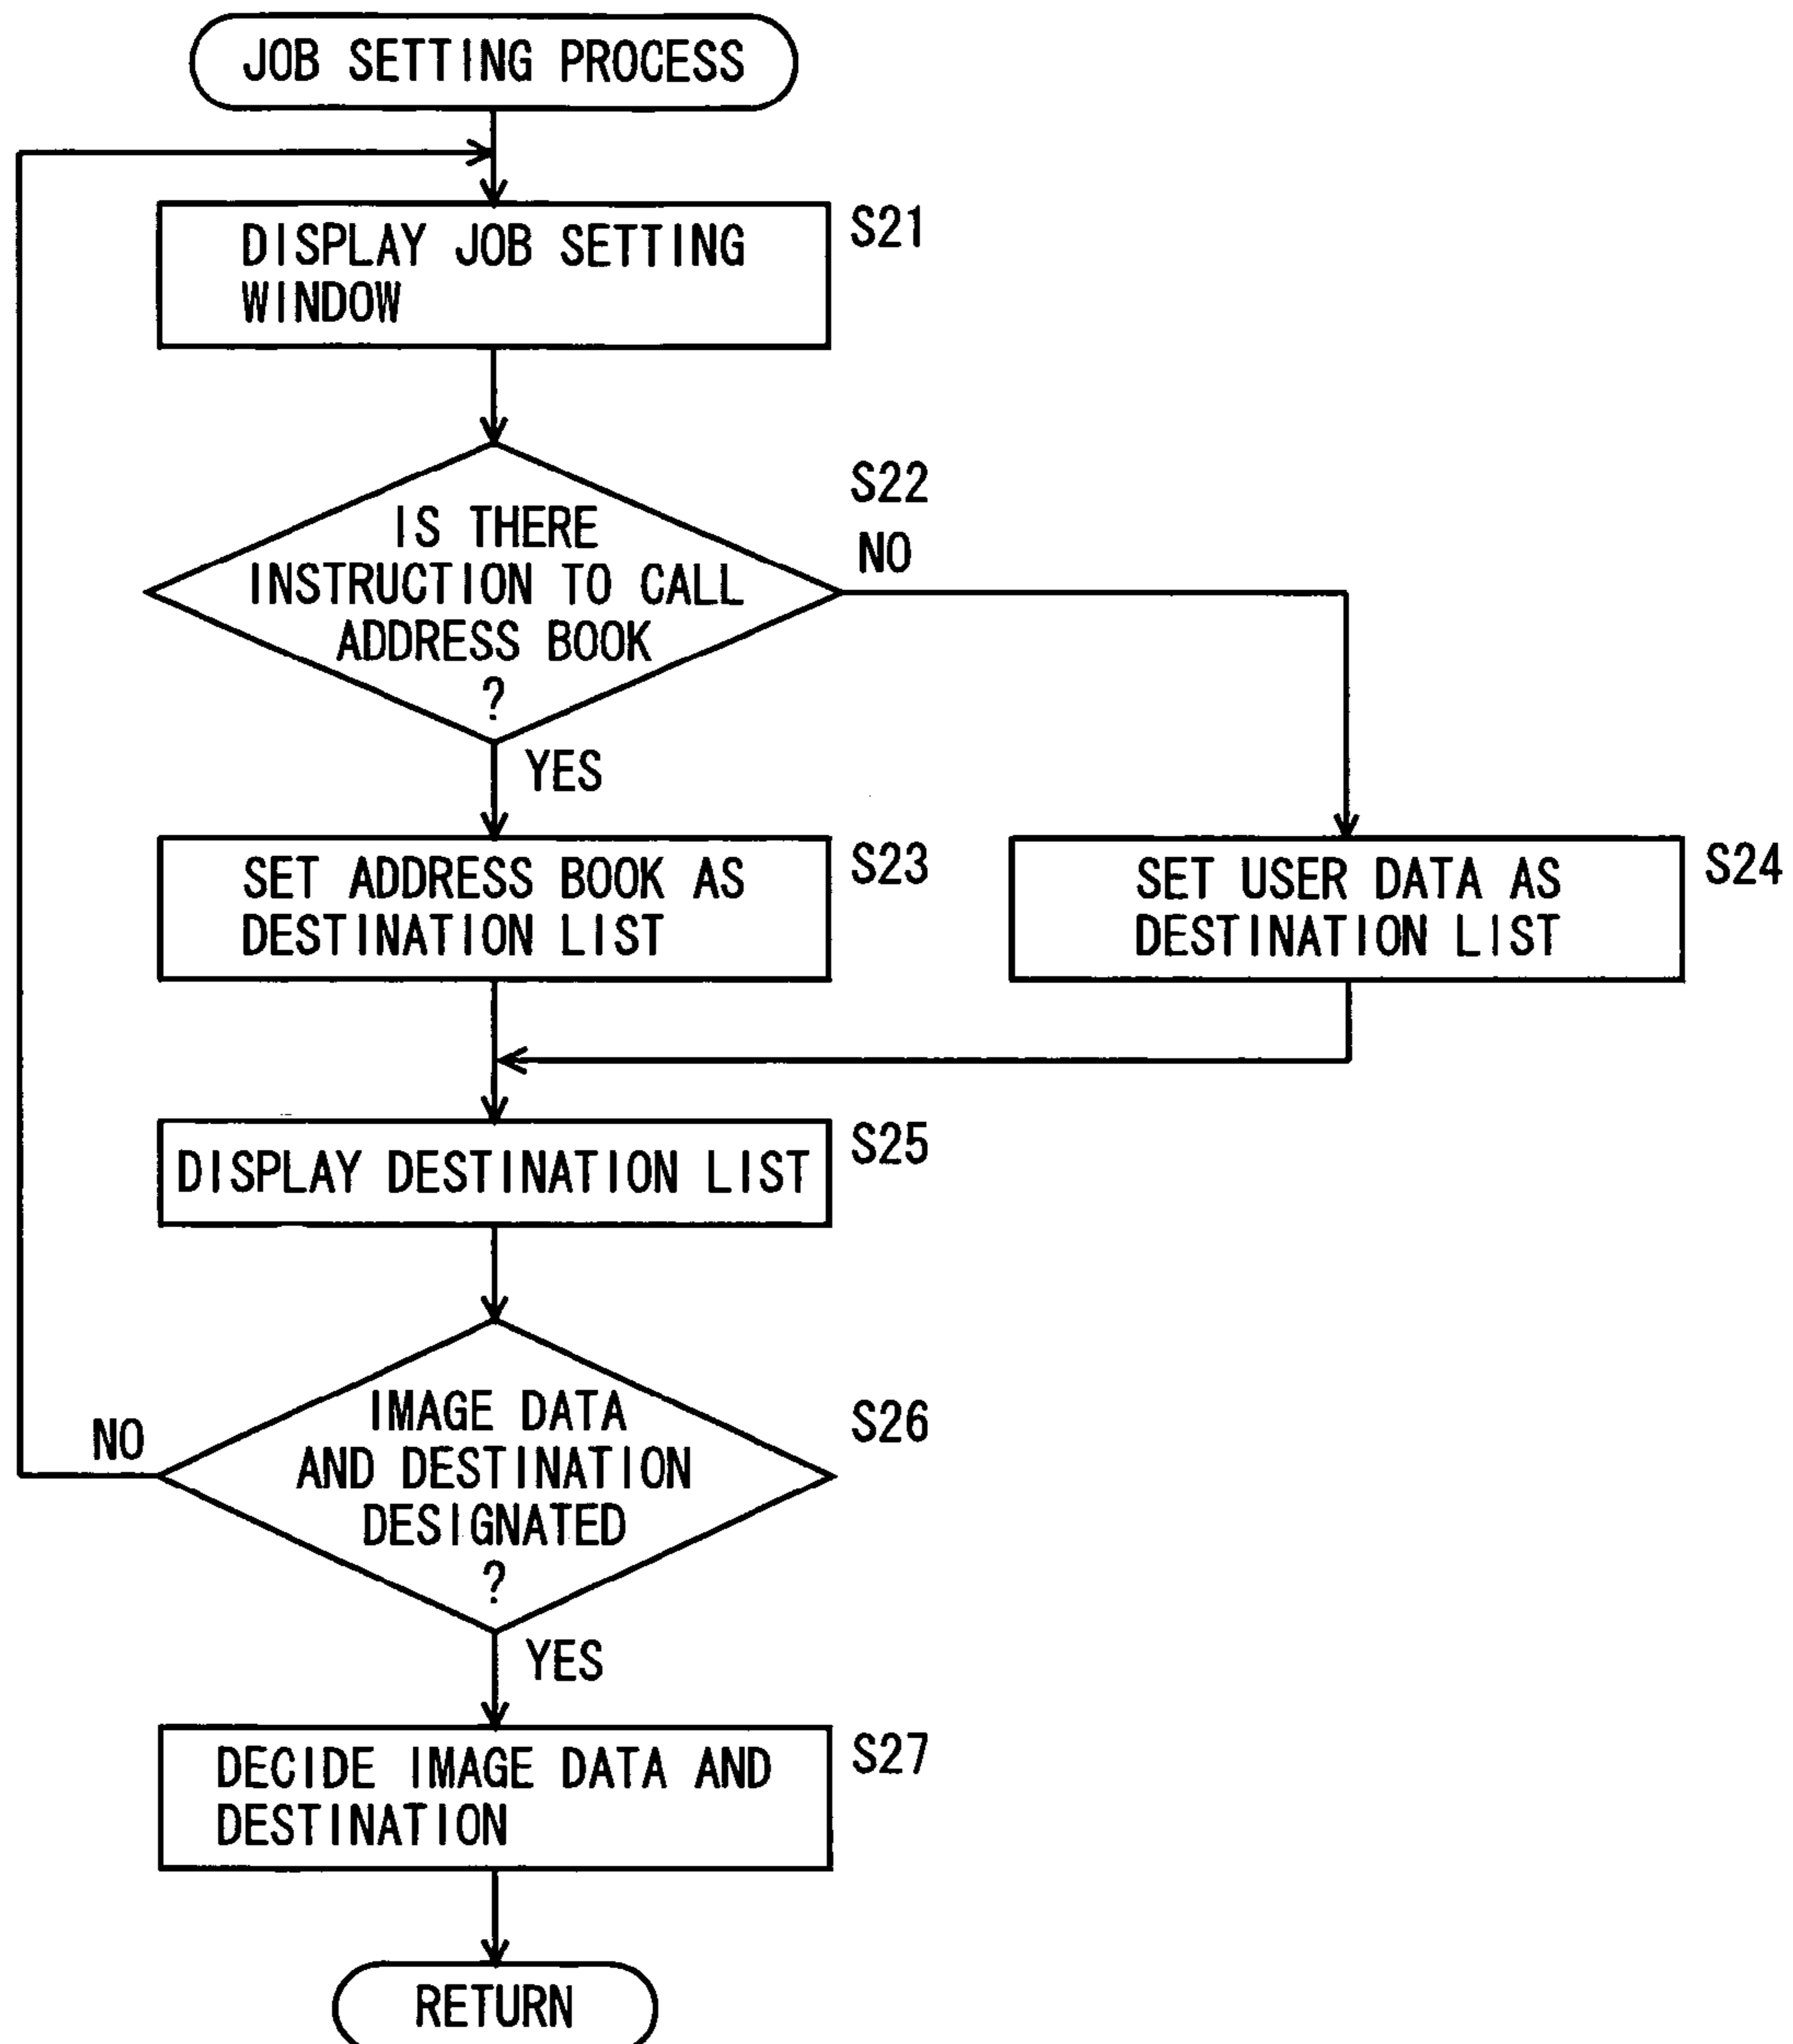 JOB SETTING PROCESS
DISPLAY JOB SETTING
WINDOW
S21
IS THERE
INSTRUCTION TO CALL
ADDRESS BOOK
?
S22
NO
YES
SET ADDRESS BOOK AS
DESTINATION LIST
S23
SET USER DATA AS
DESTINATION LIST
S24
DISPLAY DESTINATION LIST
S25
IMAGE DATA
AND DESTINATION
DESIGNATED
?
S26
NO
YES
DECIDE IMAGE DATA AND
DESTINATION
S27
RETURN